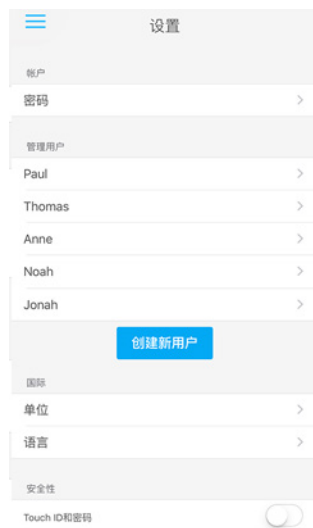 设置
帐户
密码
管理用户
Paul
Thomas
Anne
Noah
Jonah
创建新用户
国际
单位
语言
安全性
Touch ID和密码